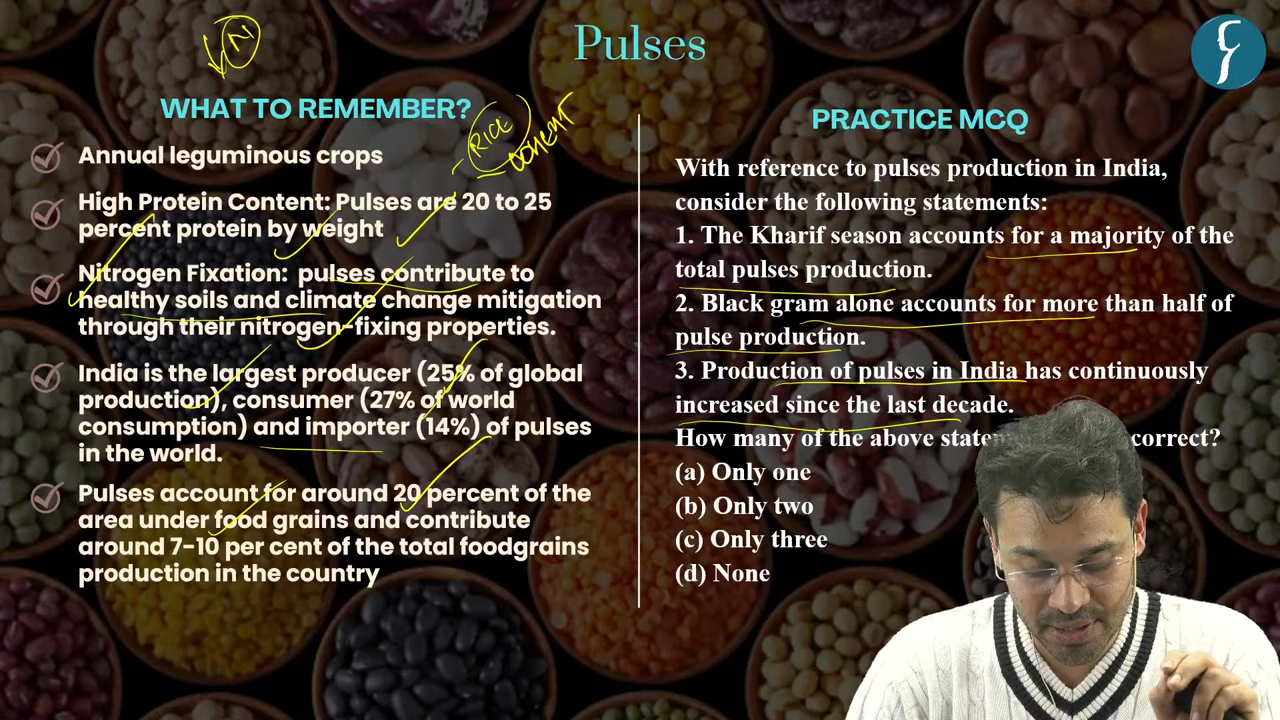 Pulses
N
WHAT TO REMEMBER?
RICE
Annual leguminous crops
High Protein Content: Pulses are 20 to 25
percent protein by weight
Nitrogen Fixation: pulses contribute to
healthy soils and climate change mitigation
through their nitrogen-fixing properties.
India is the largest producer (25% of global
production), consumer (27% of world
consumption) and importer (14%) of pulses
in the world.
Pulses account for around 20 percent of the
area under food grains and contribute
around 7-10 per cent of the total foodgrains
production in the country
PRACTICE MCQ
With reference to pulses production in India,
consider the following statements:
1. The Kharif season accounts for a majority of the
total pulses production.
2. Black gram alone accounts for more than half of
pulse production.
3. Production of pulses in India has continuously
increased since the last decade.
How many of the above correct?
(a) Only one
(b) Only two
(c) Only three
(d) None